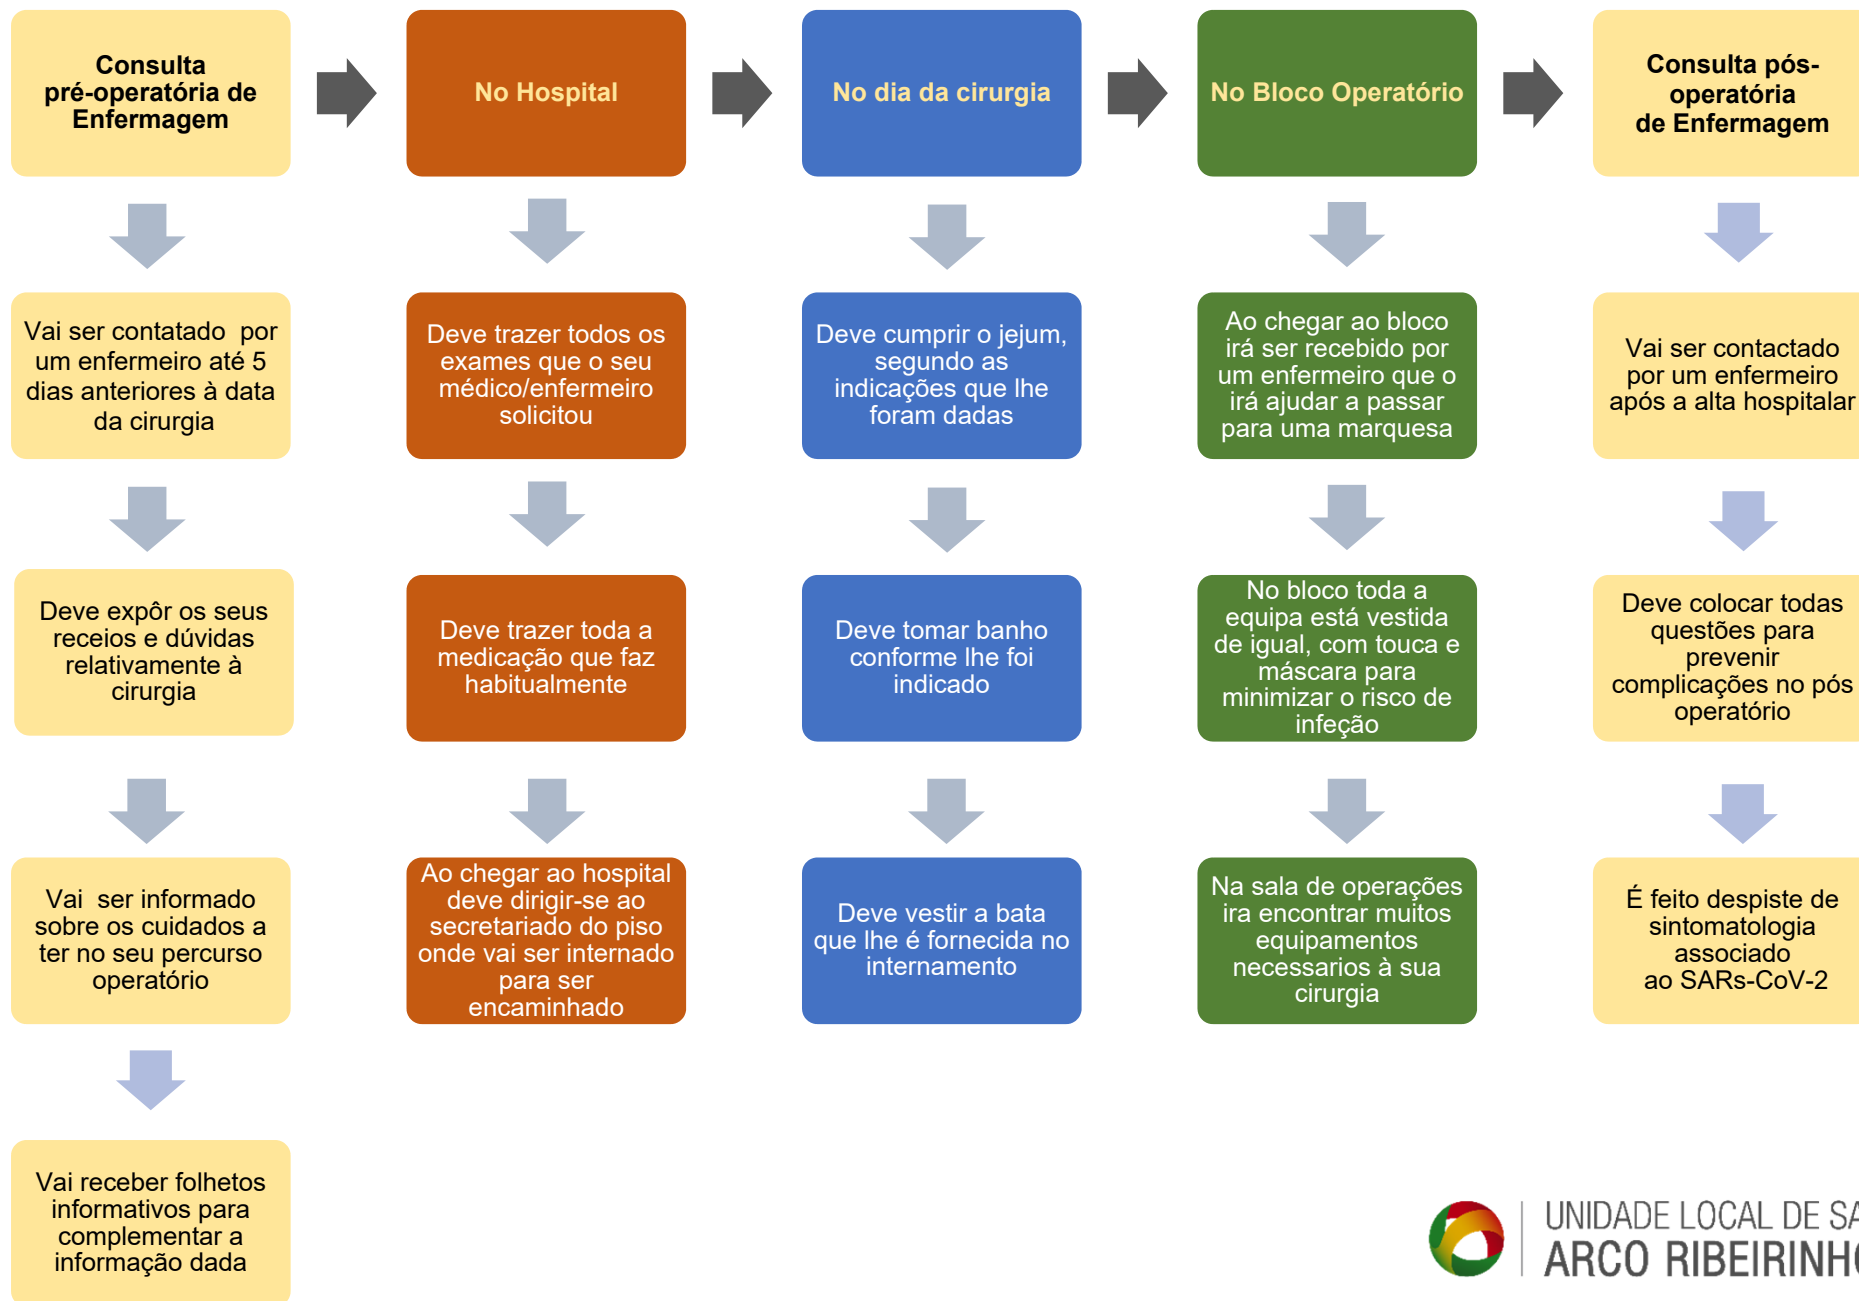 Consulta
pré-operatória de
Enfermagem
No Hospital
No dia da cirurgia
No Bloco Operatório
Consulta pós-
operatória
de Enfermagem
Vai ser contatado por
um enfermeiro até 5
dias anteriores à data
da cirurgia
Deve trazer todos os
exames que o seu
médico/enfermeiro
solicitou
Deve cumprir o jejum,
segundo as
indicações que lhe
foram dadas
Ao chegar ao bloco
irá ser recebido por
um enfermeiro que o
irá ajudar a passar
para uma marquesa
Vai ser contactado
por um enfermeiro
após a alta hospitalar
Deve expôr os seus
receios e dúvidas
relativamente à
cirurgia
Deve trazer toda a
medicação que faz
habitualmente
Deve tomar banho
conforme lhe foi
indicado
No bloco toda a
equipa está vestida
de igual, com touca e
máscara para
minimizar o risco de
infeção
Deve colocar todas
questões para
prevenir
complicações no pós
operatório
Vai ser informado
sobre os cuidados a
ter no seu percurso
operatório
Ao chegar ao hospital
deve dirigir-se ao
secretariado do piso
onde vai ser internado
para ser
encaminhado
Deve vestir a bata
que lhe é fornecida no
internamento
Na sala de operações
ira encontrar muitos
equipamentos
necessarios à sua
cirurgia
É feito despiste de
sintomatologia
associado
ao SARs-CoV-2
Vai receber folhetos
informativos para
complementar a
informação dada
UNIDADE LOCAL DE
ARCO RIBEIRINHO